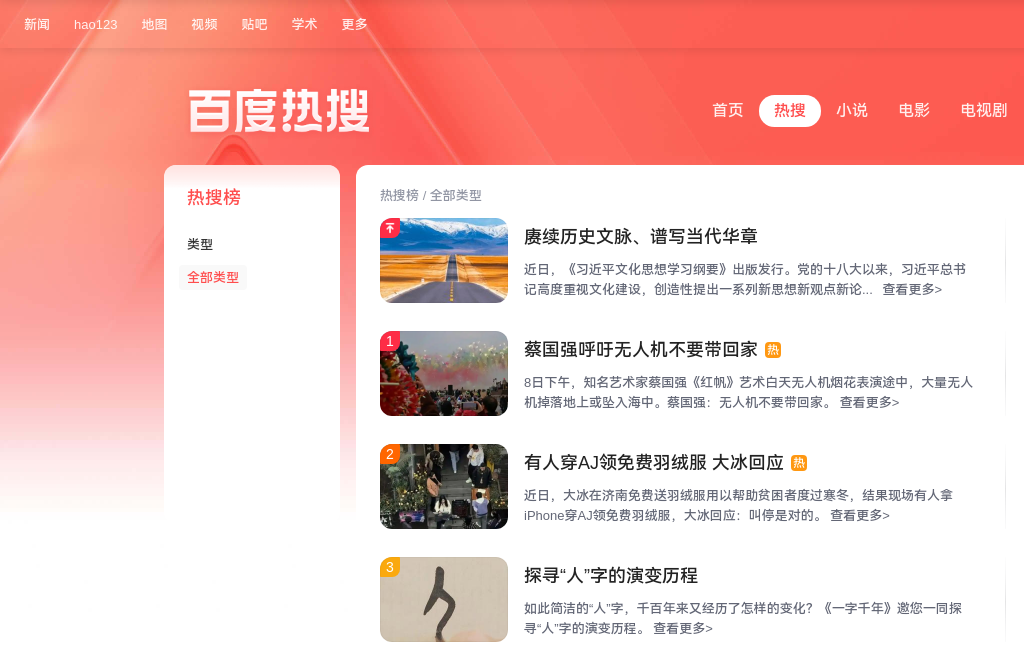 新闻 hao123 地图 视频 贴吧 学术 更多
百度热搜
首页 热搜 小说 电影 电视剧
热搜榜
类型
全部类型
热搜榜 / 全部类型
赓续历史文脉、谱写当代华章
近日，《习近平文化思想学习纲要》出版发行。党的十八大以来，习近平总书
记高度重视文化建设，创造性提出一系列新思想新观点新论... 查看更多>
1
蔡国强呼吁无人机不要带回家 热
8日下午，知名艺术家蔡国强《红帆》艺术白天无人机烟花表演途中，大量无人
机掉落地上或坠入海中。蔡国强：无人机不要带回家。 查看更多>
2
有人穿AJ领免费羽绒服 大冰回应 热
近日，大冰在济南免费送羽绒服用以帮助贫困者度过寒冬，结果现场有人拿
iPhone穿AJ领免费羽绒服，大冰回应：叫停是对的。 查看更多>
3
探寻“人”字的演变历程
如此简洁的“人”字，千百年来又经历了怎样的变化？《一字千年》邀您一同探
寻“人”字的演变历程。 查看更多>